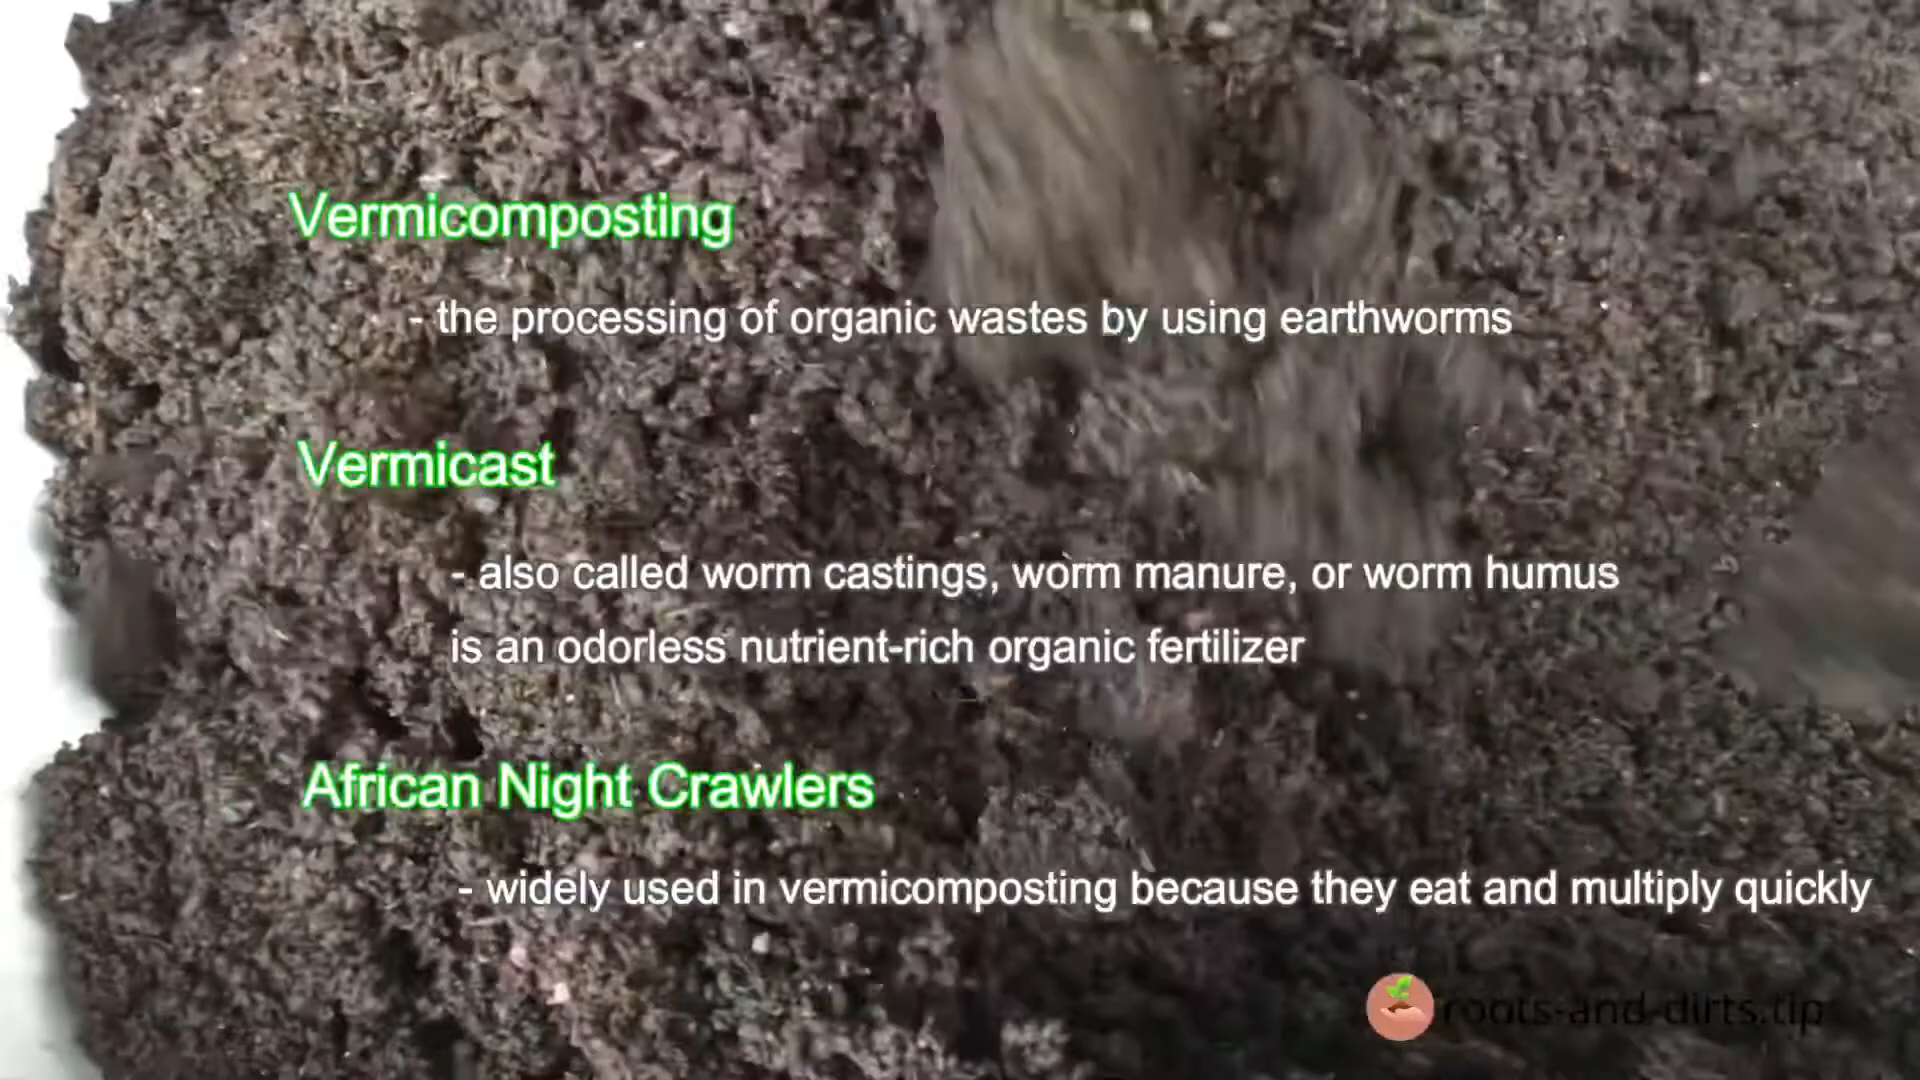 Vermicomposting
- the processing of organic wastes by using earthworms
Vermicast
- also called worm castings, worm manure, or worm humus
is an odorless nutrient-rich organic fertilizer
African Night Crawlers
- widely used in vermicomposting because they eat and multiply quickly
roots-and-dirts.tip